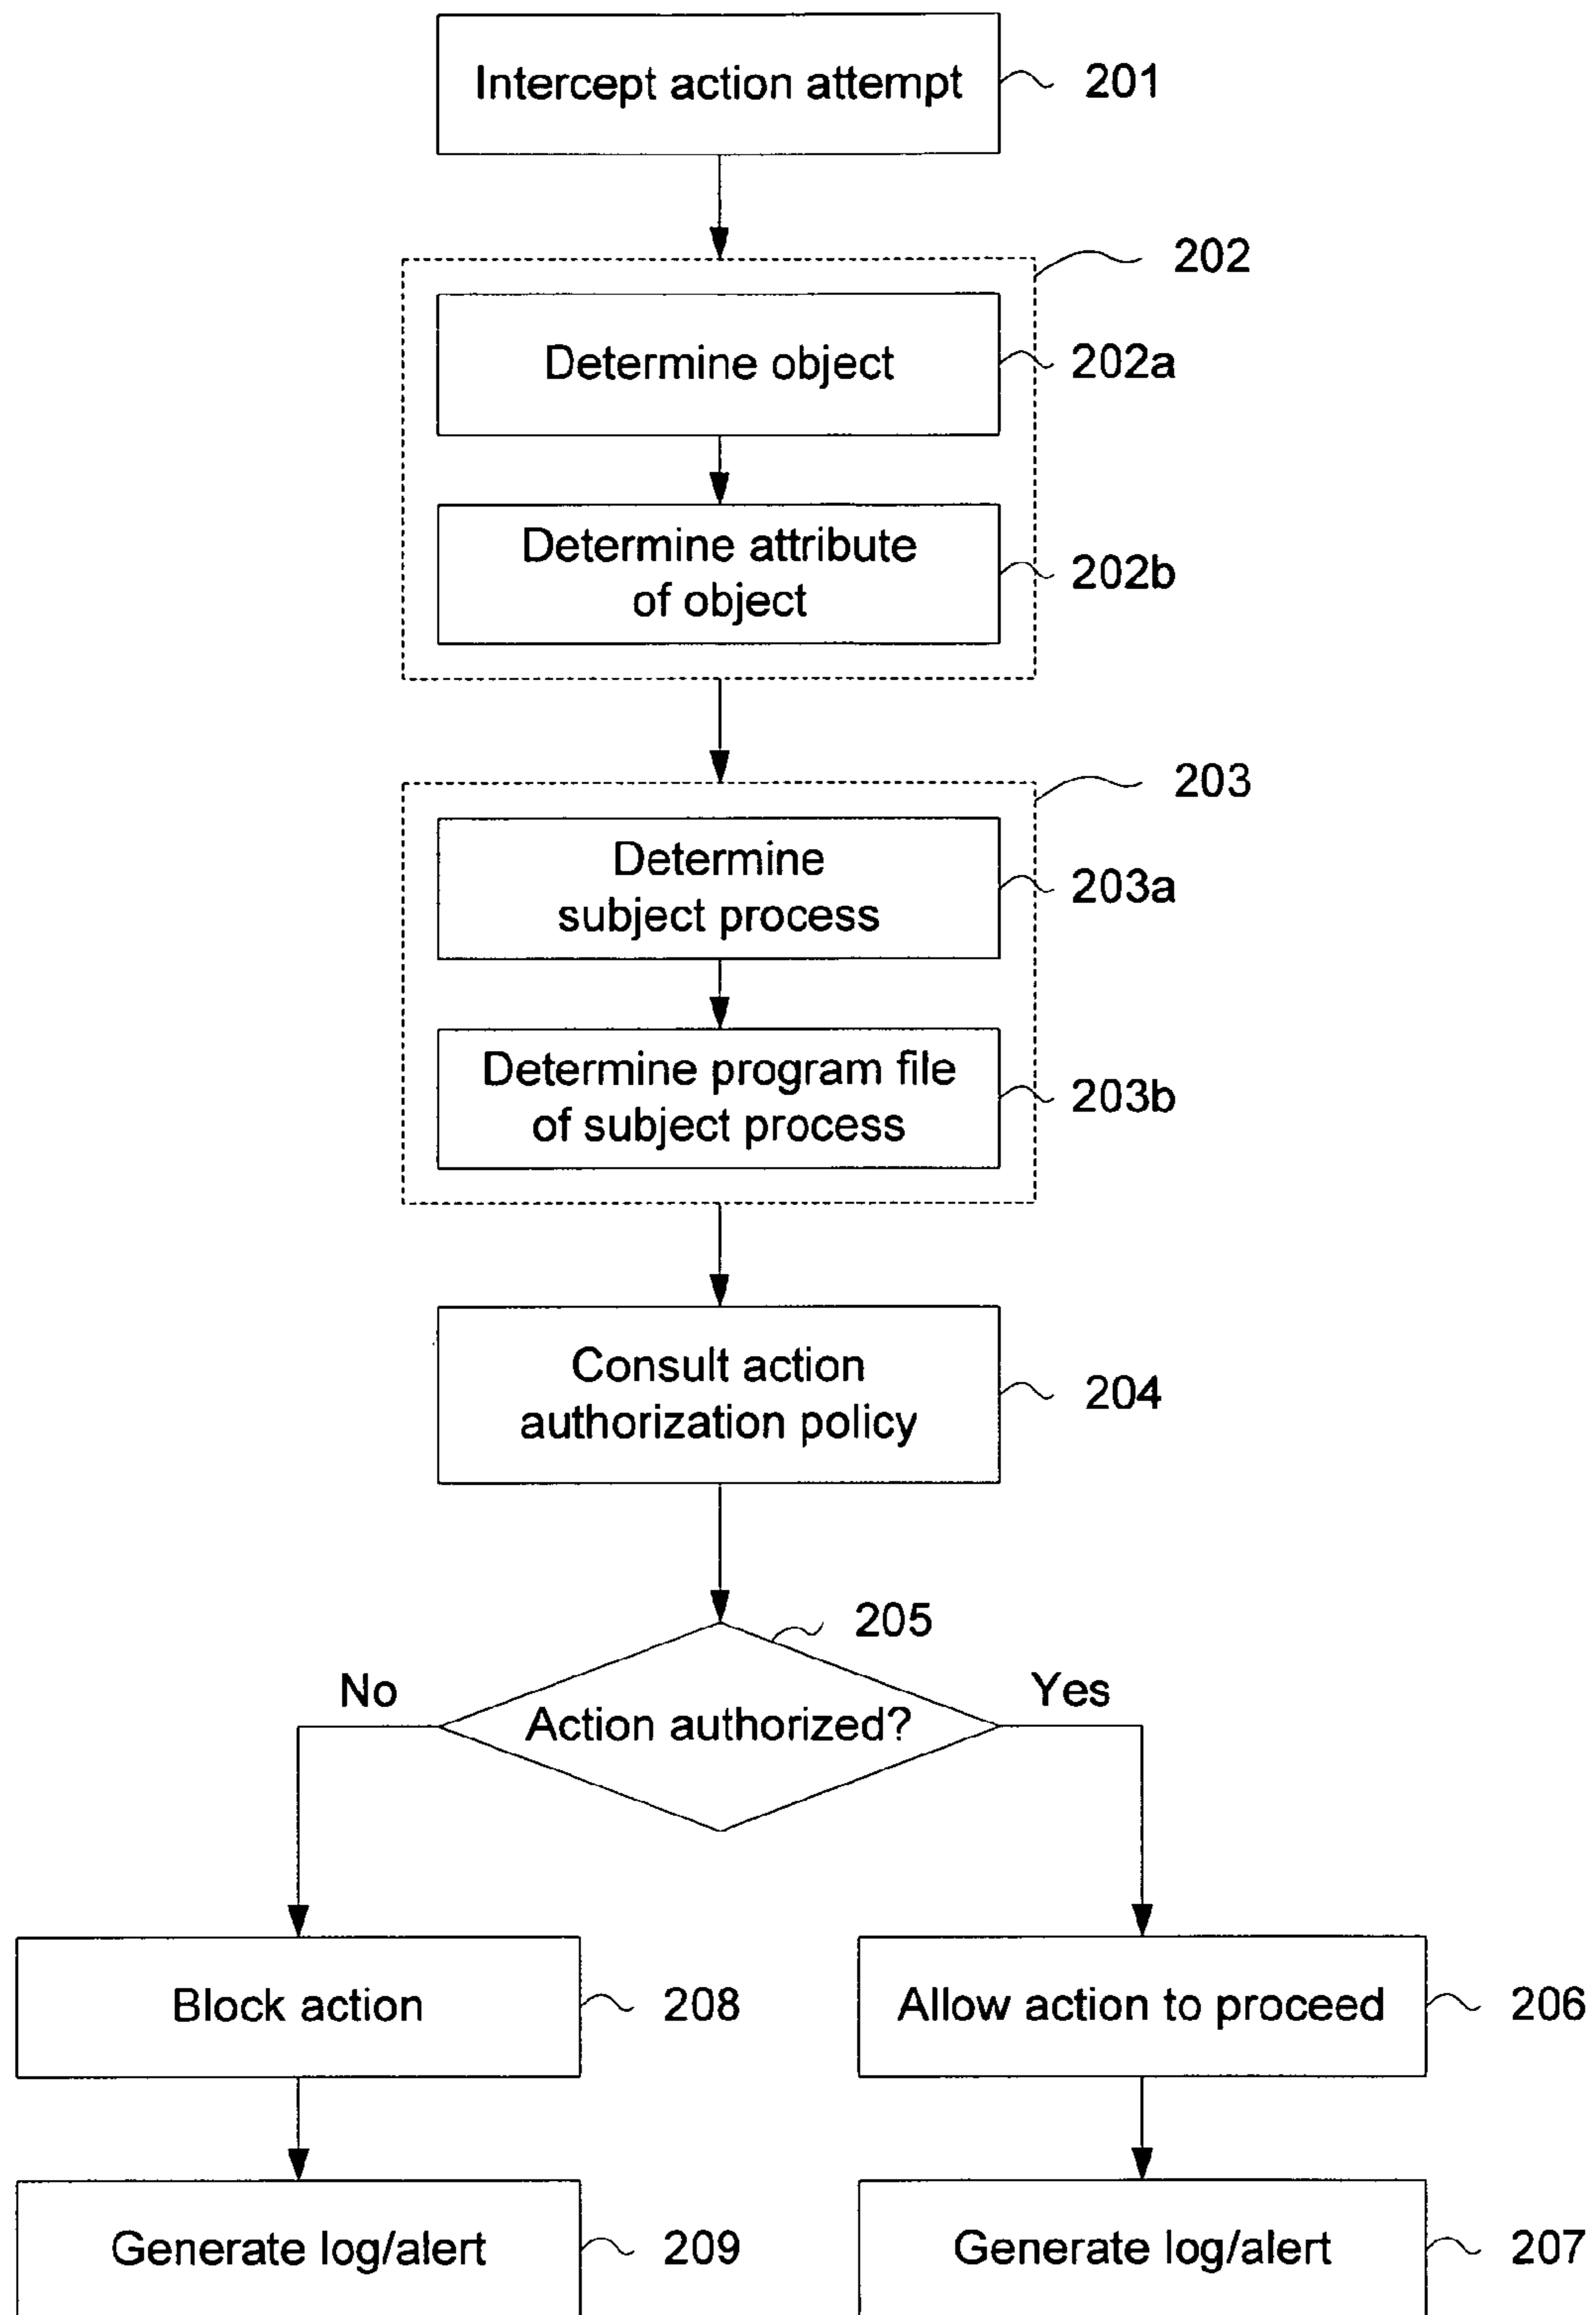 Intercept action attempt
201
202
Determine object
202a
Determine attribute
of object
202b
203
Determine
subject process
203a
Determine program file
of subject process
203b
Consult action
authorization policy
204
205
No
Yes
Action authorized?
Block action
208
Allow action to proceed
206
Generate log/alert
209
Generate log/alert
207